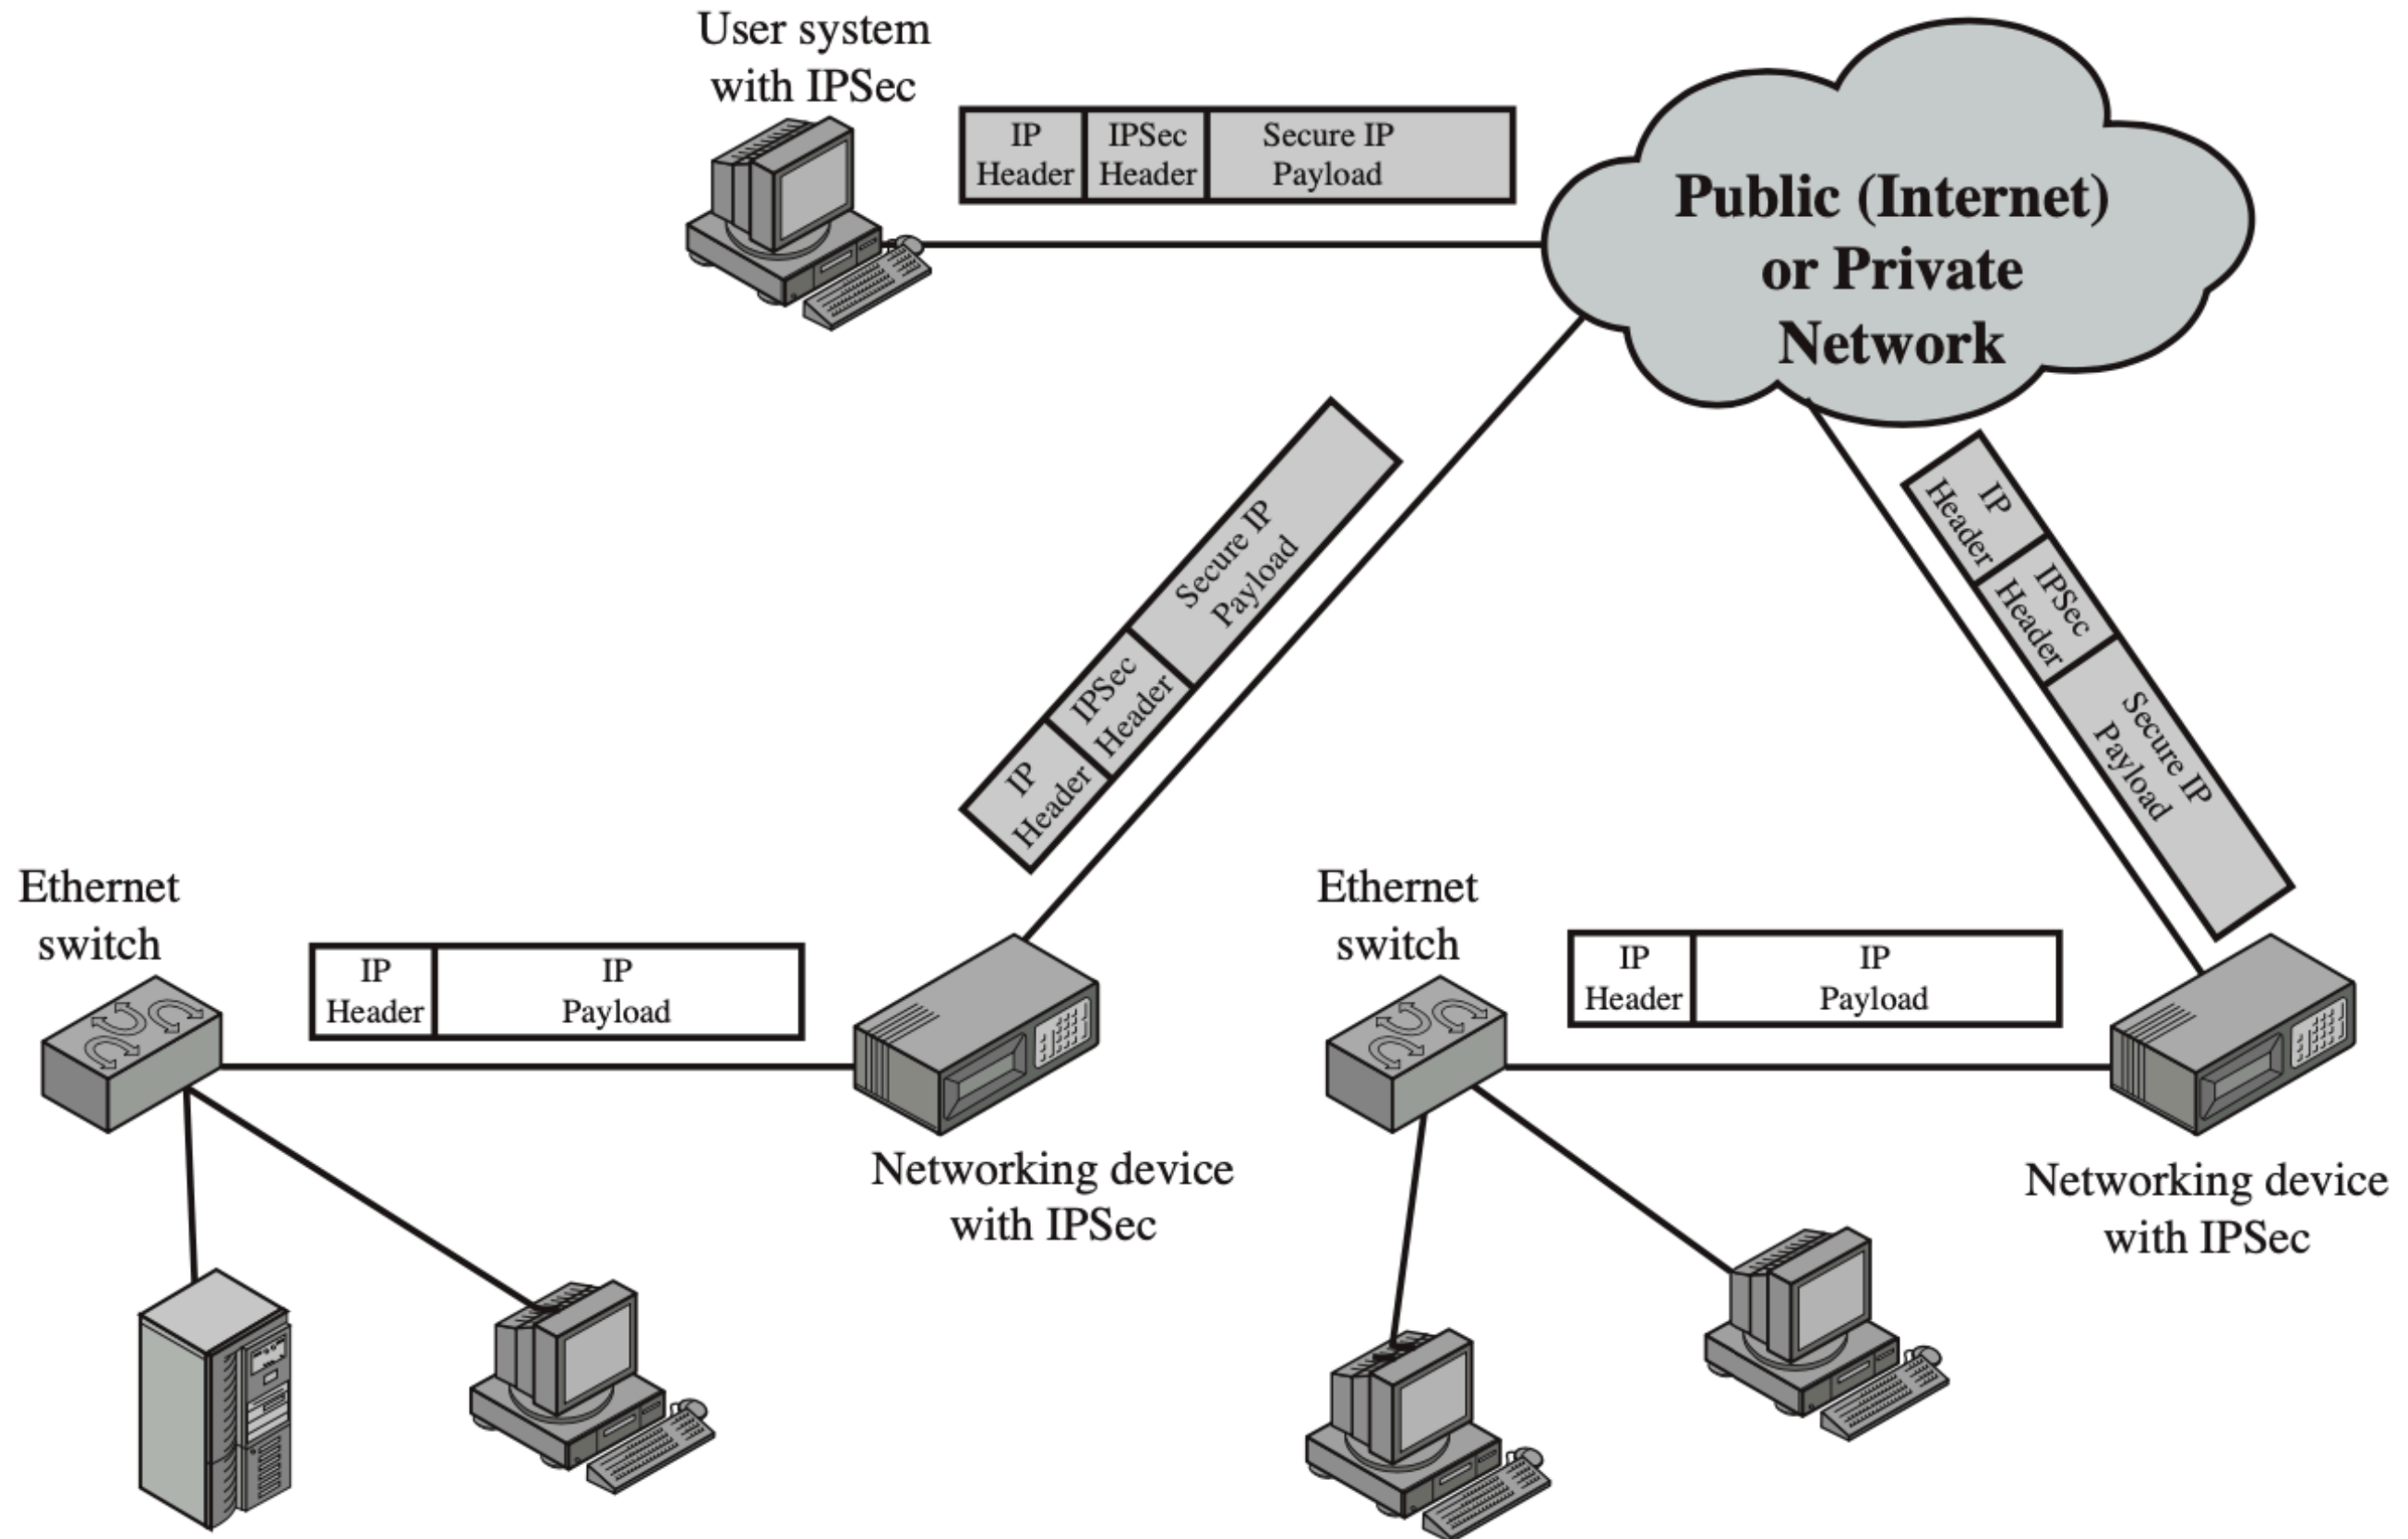 User system
with IPSec
IP
Header
IPSec
Header
Secure IP
Payload
Public (Internet)
or Private
Network
Secure IP
Payload
IPSec
Header
IP
Header
IP
Header
IPSec
Header
Secure IP
Payload
Ethernet
switch
IP
Header
IP
Payload
Networking device
with IPSec
Ethernet
switch
IP
Header
IP
Payload
Networking device
with IPSec